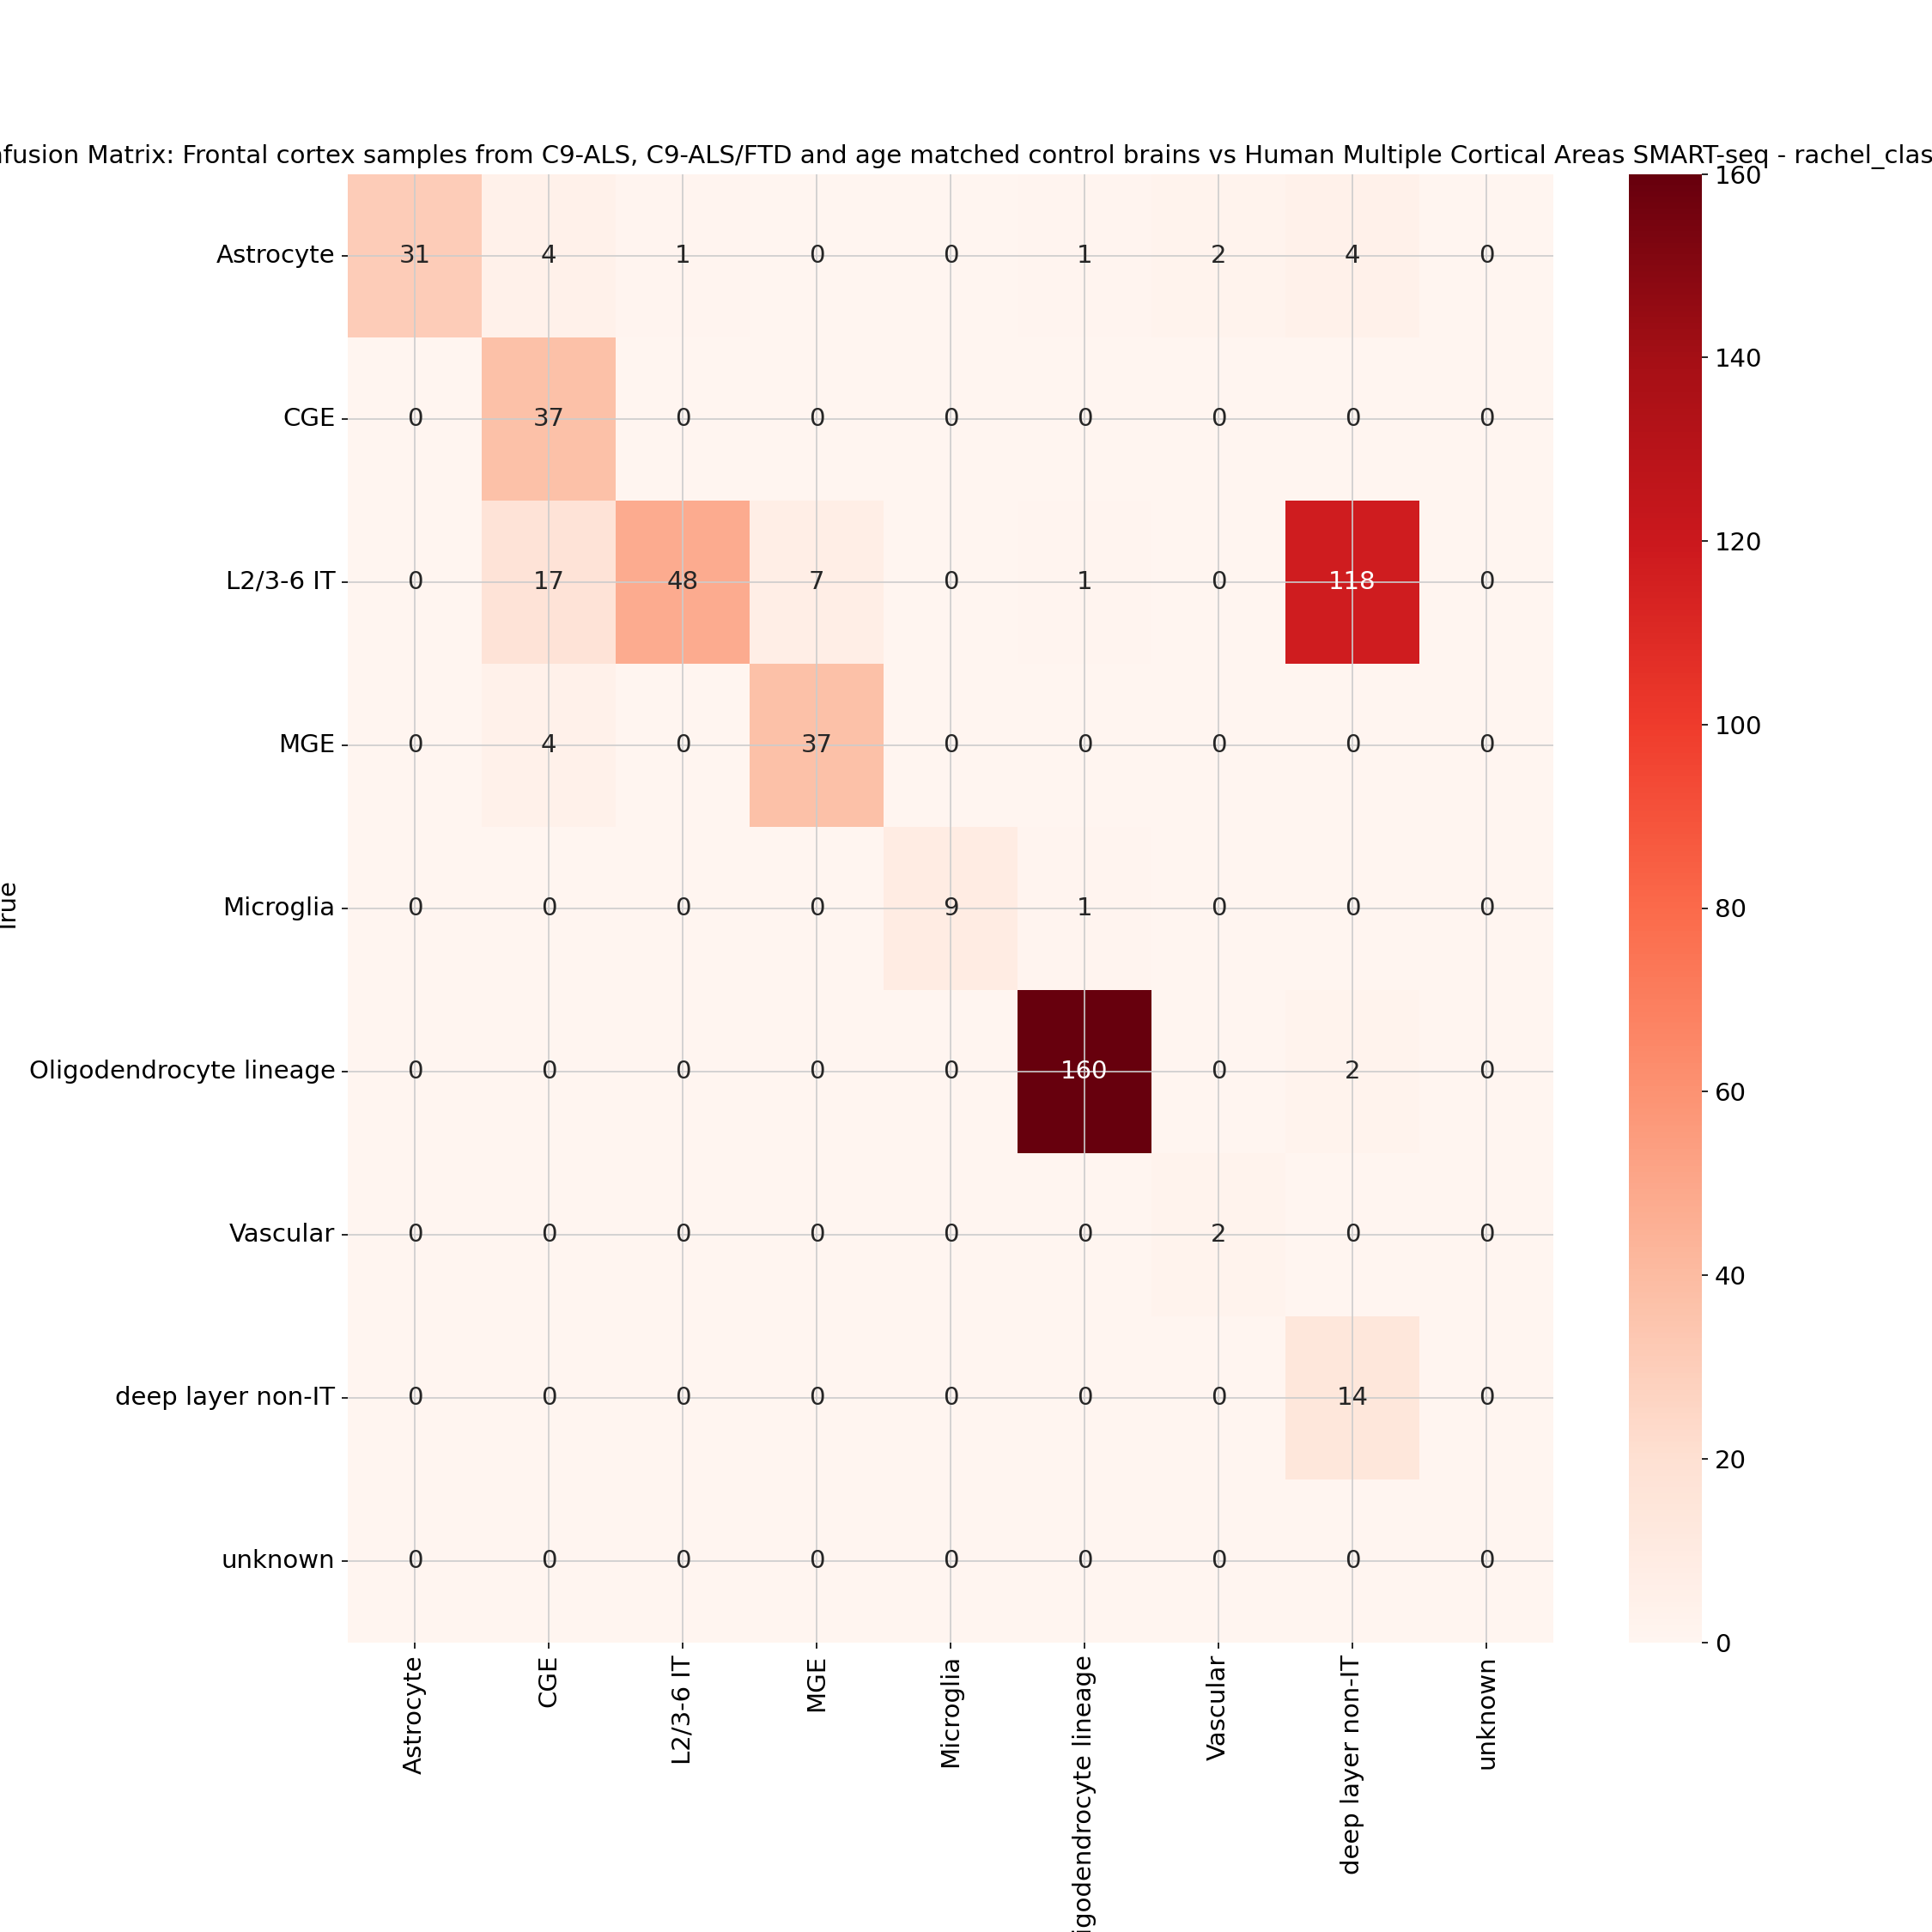 nfusion Matrix: Frontal cortex samples from C9-ALS, C9-ALS/FTD and age matched control brains vs Human Multiple Cortical Areas SMART-seq - rachel_clas
Astrocyte 31 4 1 0 0 1 2 4 0
CGE 0 37 0 0 0 0 0 0 0
L2/3-6 IT 0 17 48 7 0 1 0 118 0
MGE 0 4 0 37 0 0 0 0 0
Microglia 0 0 0 0 9 1 0 0 0
Oligodendrocyte lineage 0 0 0 0 0 160 0 2 0
Vascular 0 0 0 0 0 0 2 0 0
deep layer non-IT 0 0 0 0 0 0 0 14 0
unknown 0 0 0 0 0 0 0 0 0
True
Astrocyte
CGE
L2/3-6 IT
MGE
Microglia
igodendrocyte lineage
Vascular
deep layer non-IT
unknown
160
140
120
100
80
60
40
20
0